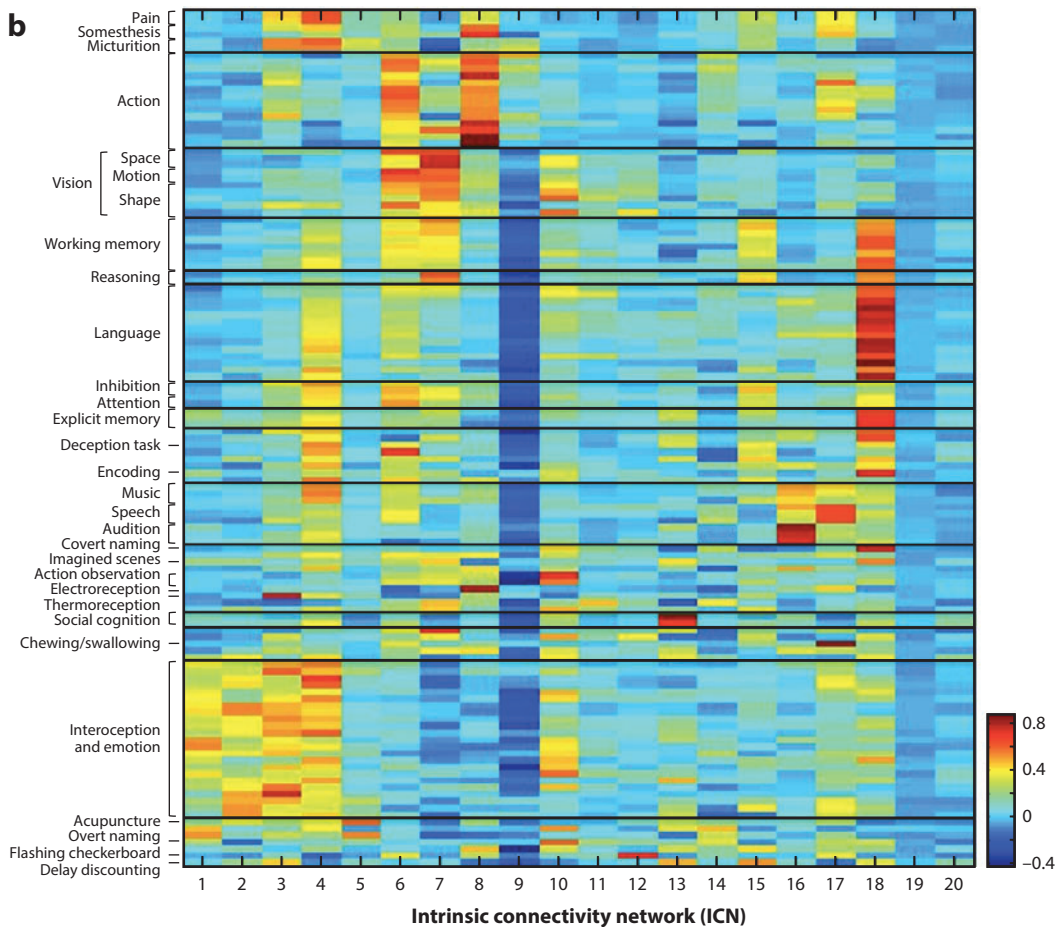 b
Pain
Somesthesis
Micturition
Action
Vision
Space
Motion
Shape
Working memory
Reasoning
Language
Inhibition
Attention
Explicit memory
Deception task
Encoding
Music
Speech
Audition
Covert naming
Imagined scenes
Action observation
Electroreception
Thermoreception
Social cognition
Chewing/swallowing
Interoception
and emotion
Acupuncture
Overt naming
Flashing checkerboard
Delay discounting
0.8
0.4
0
−0.4
1 2 3 4 5 6 7 8 9 10 11 12 13 14 15 16 17 18 19 20
Intrinsic connectivity network (ICN)